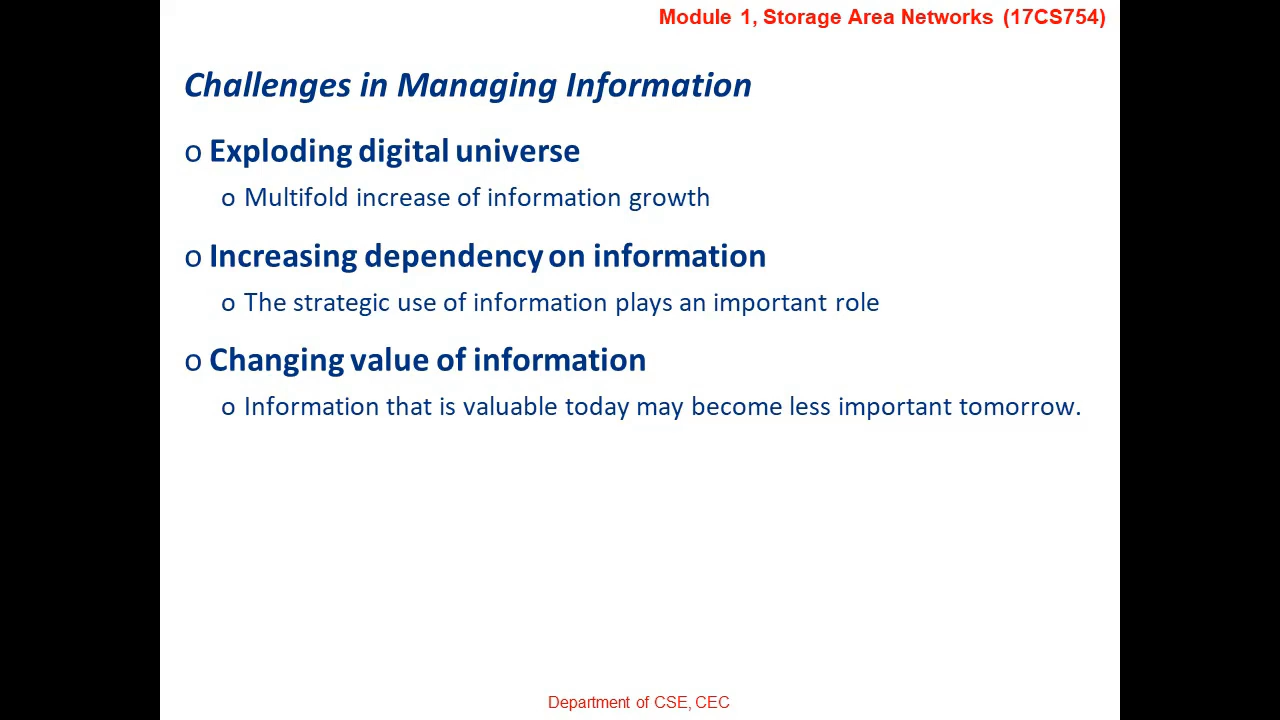 Module 1, Storage Area Networks (17CS754)
Challenges in Managing Information
o Exploding digital universe
o Multifold increase of information growth
o Increasing dependency on information
o The strategic use of information plays an important role
o Changing value of information
o Information that is valuable today may become less important tomorrow.
Department of CSE, CEC